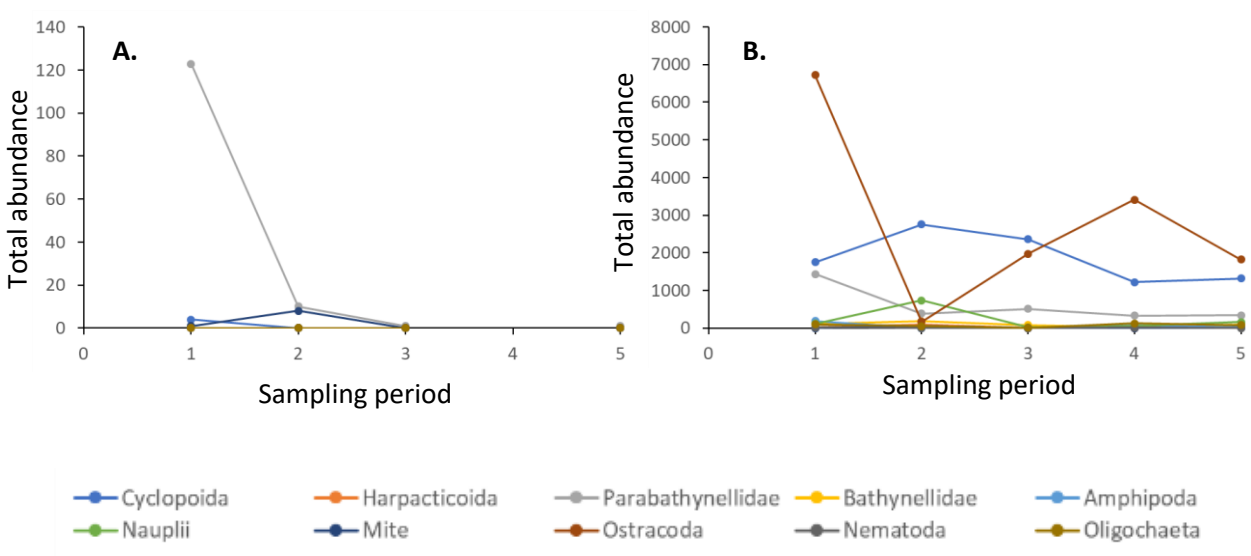 A.
Total abundance
140
120
100
80
60
40
20
0
0 1 2 3 4 5
Sampling period
B.
Total abundance
8000
7000
6000
5000
4000
3000
2000
1000
0
0 1 2 3 4 5
Sampling period
Cyclopoida Harpacticoida Parabathynellidae Bathynellidae Amphipoda
Nauplii Mite Ostracoda Nematoda Oligochaeta